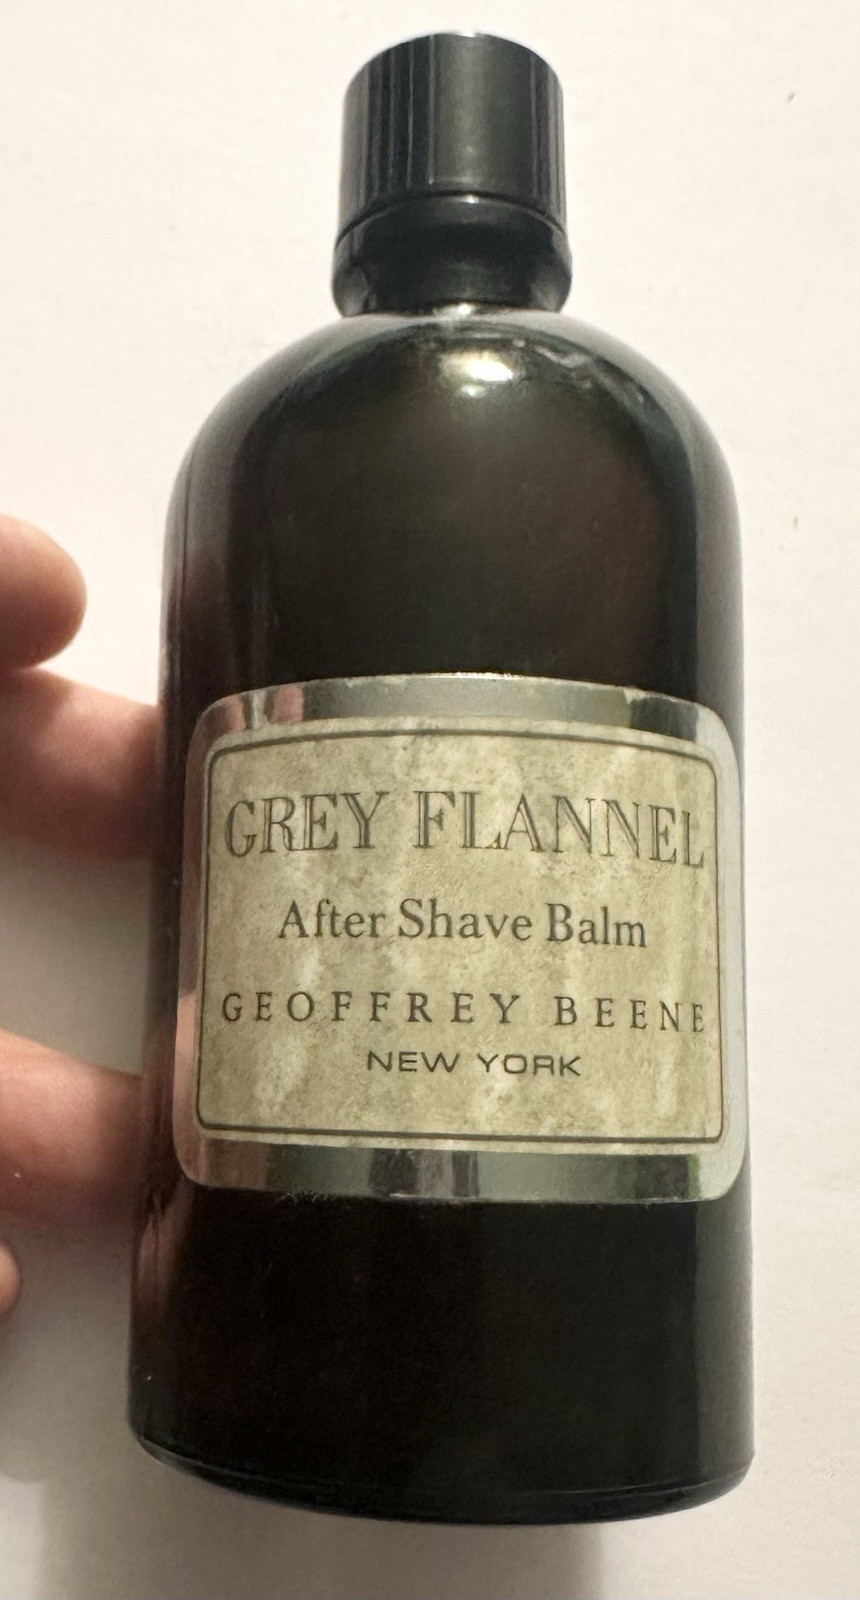 GREY FLANNEL
After Shave Balm
GEOFFREY BEENE
NEW YORK